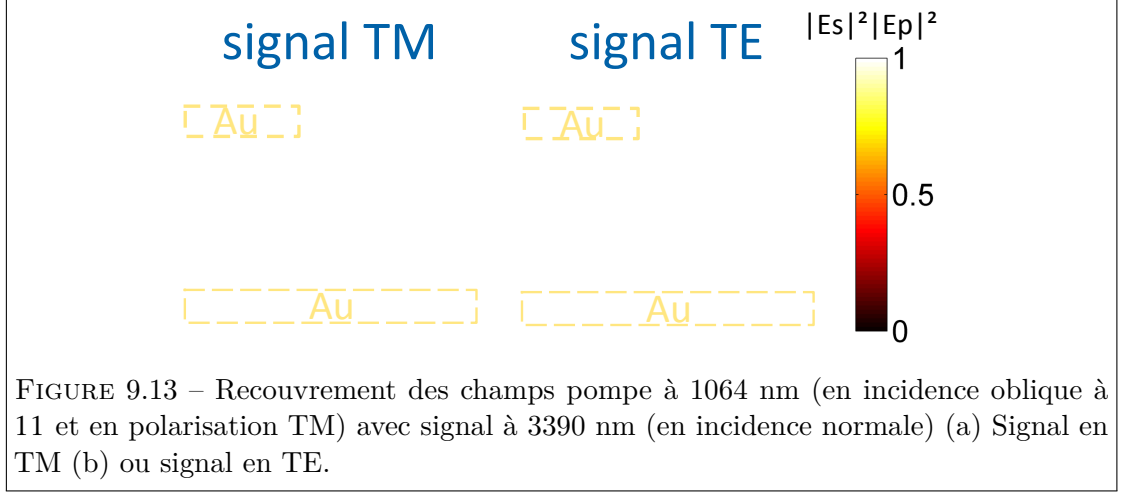 signal TM
signal TE
|Es|²|Ep|²
1
Au
Au
0.5
Au
Au
0
FIGURE 9.13 – Recouvrement des champs pompe à 1064 nm (en incidence oblique à
11 et en polarisation TM) avec signal à 3390 nm (en incidence normale) (a) Signal en
TM (b) ou signal en TE.